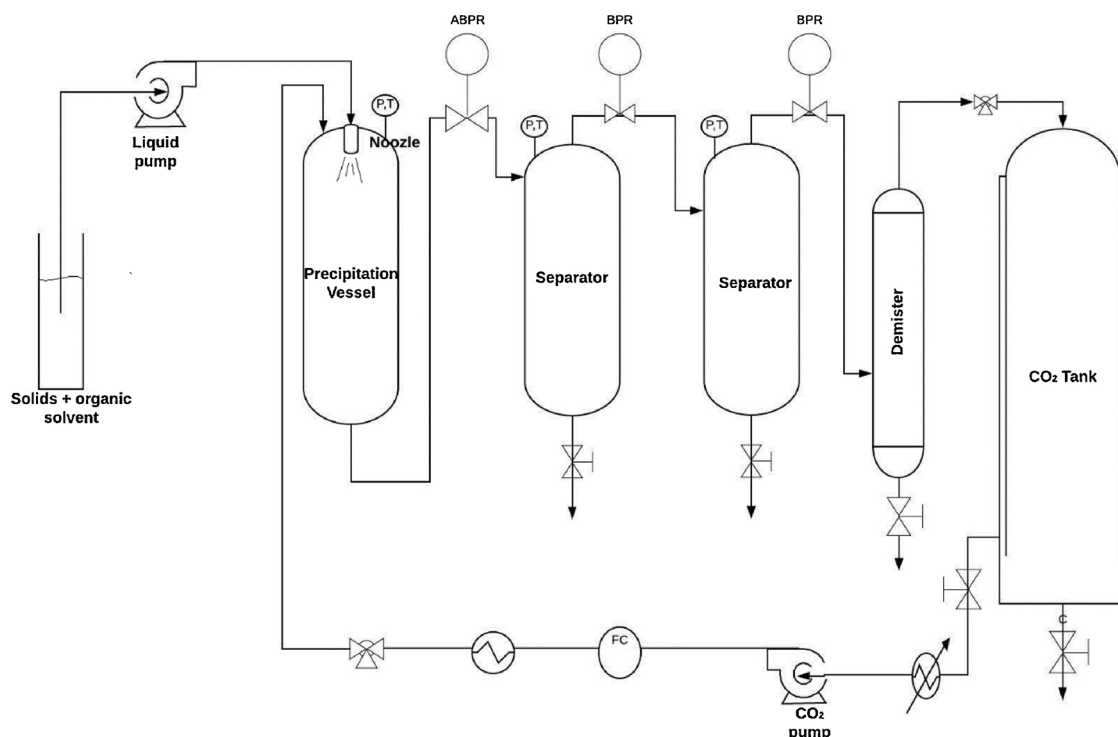 ABPR
BPR
BPR
P,T
Noozle
P,T
P,T
Liquid
pump
Precipitation
Vessel
Separator
Separator
Demister
CO₂ Tank
Solids + organic
solvent
FC
C
CO₂
pump